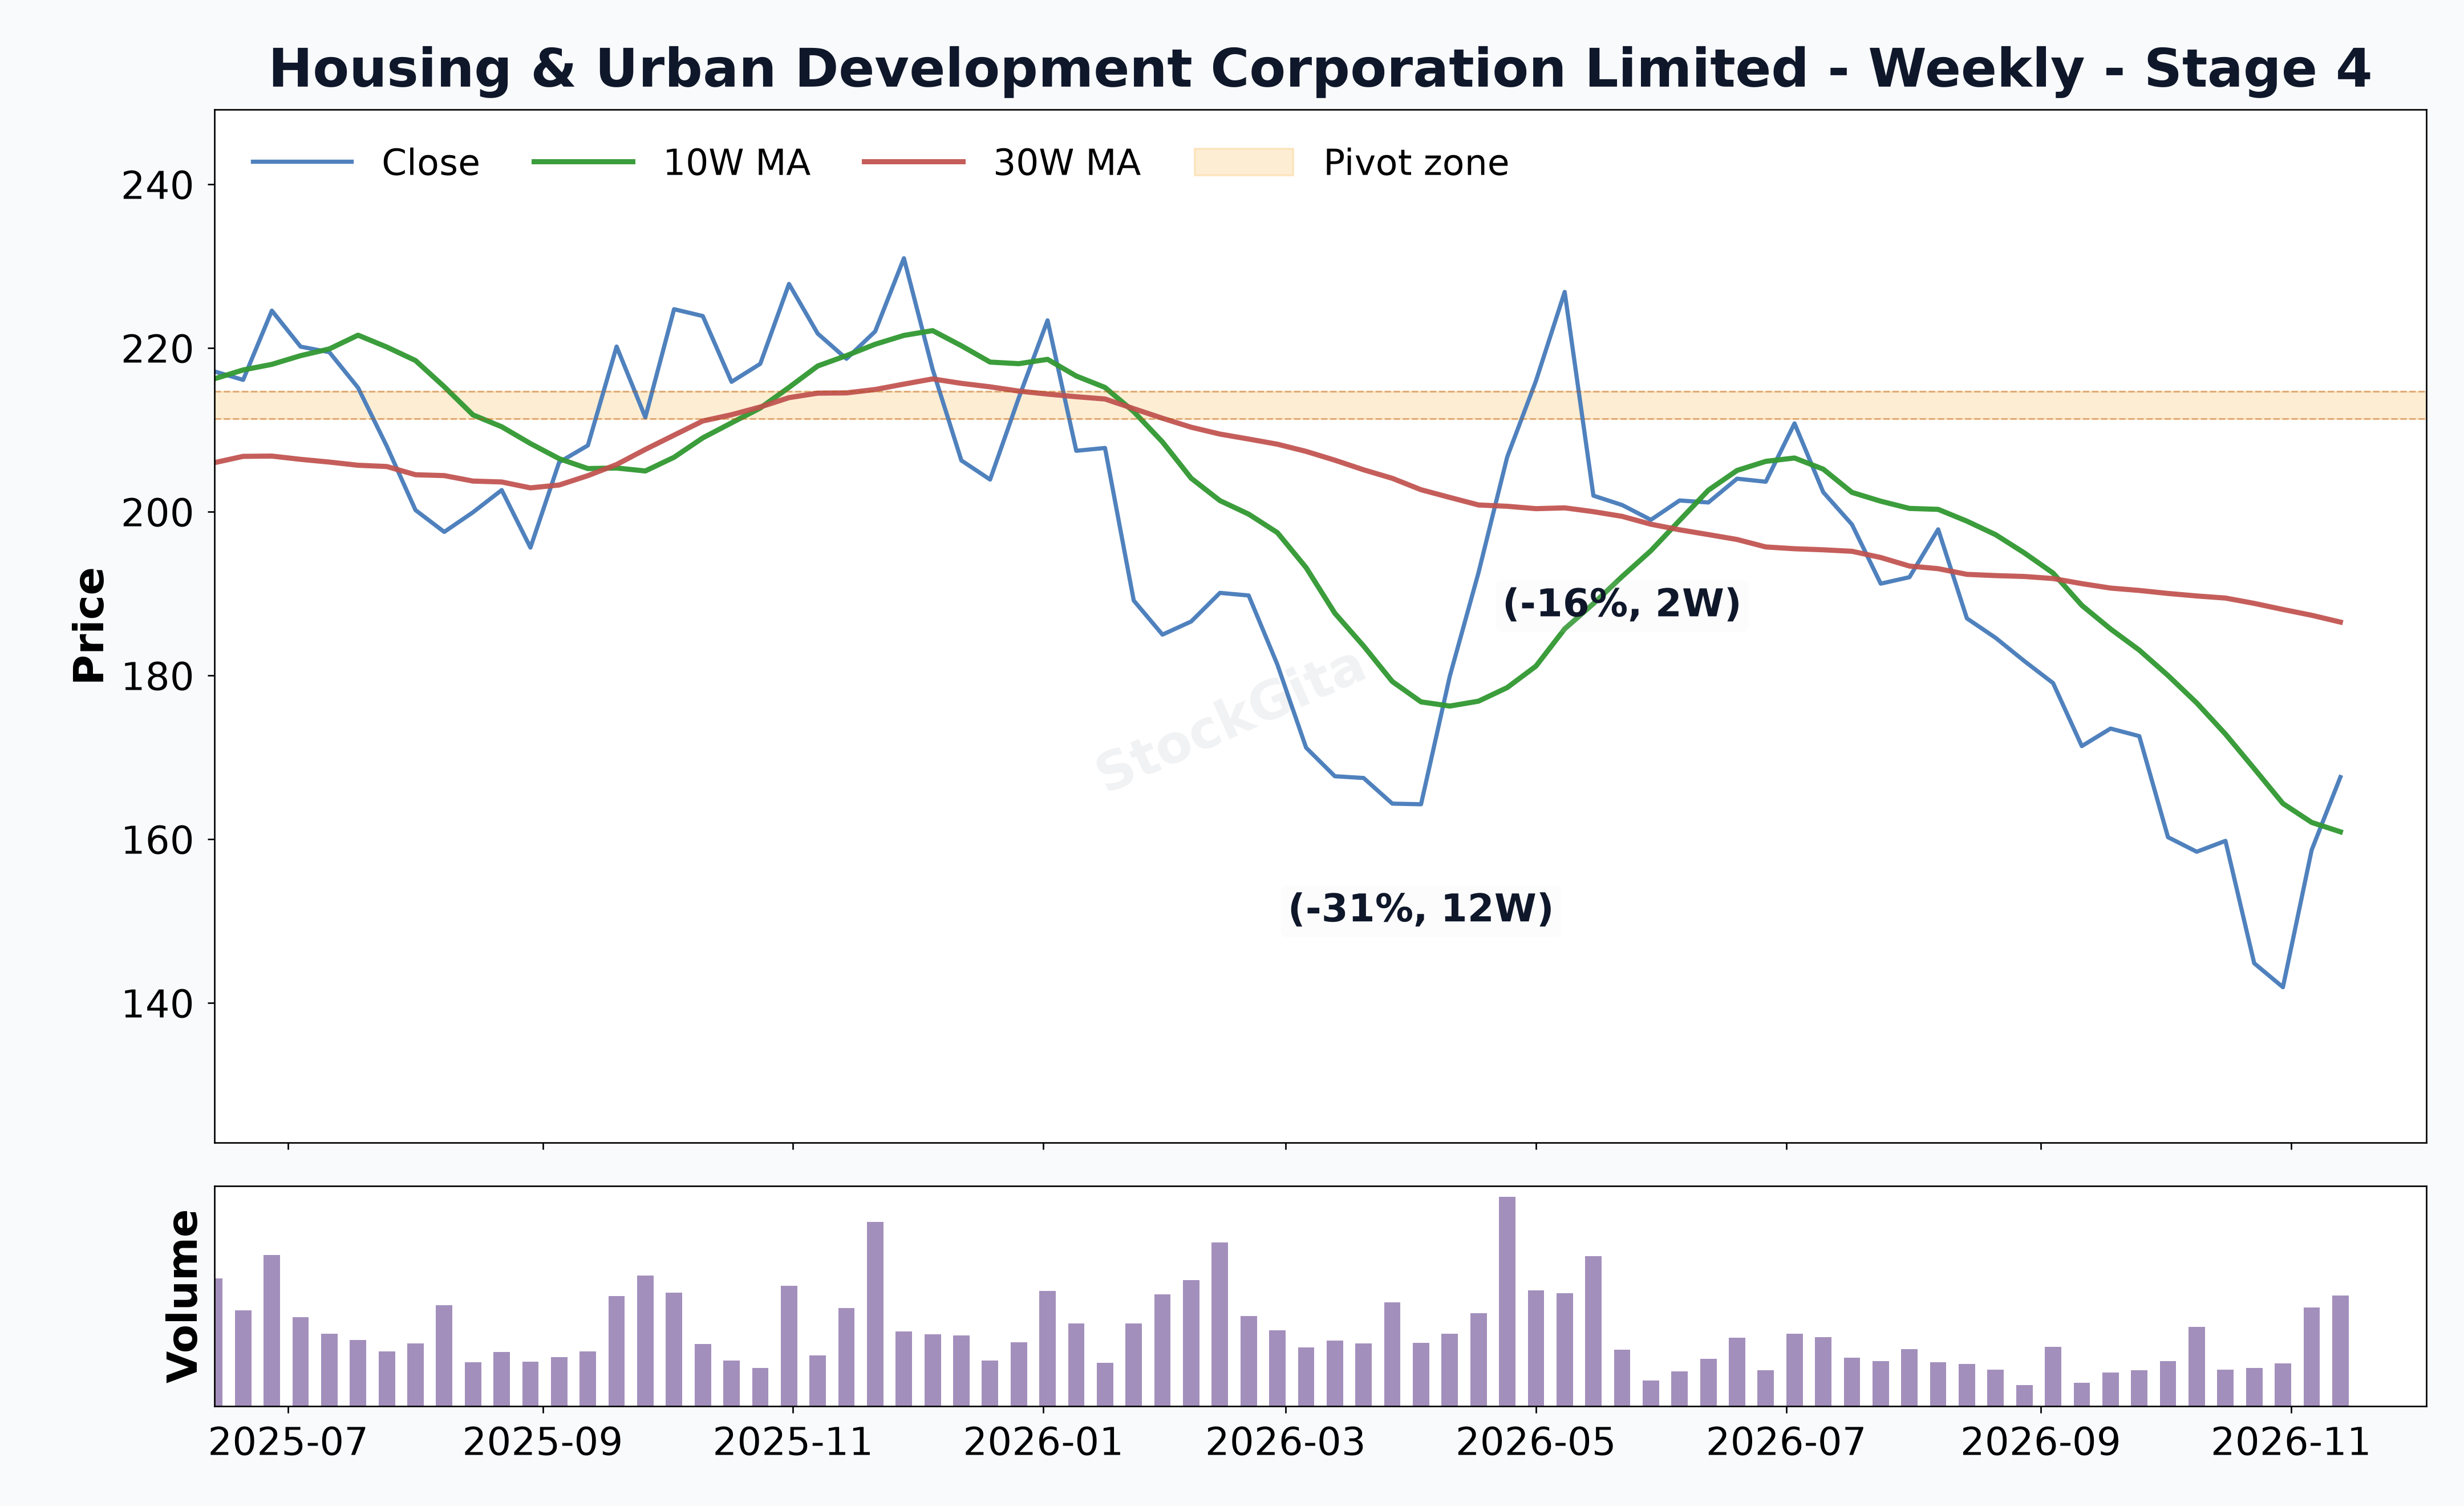 Housing & Urban Development Corporation Limited - Weekly - Stage 4
Close 10W MA 30W MA Pivot zone
240
220
200
180
160
140
Price
(-16%, 2W)
StockGita
(-31%, 12W)
Volume
2025-07 2025-09 2025-11 2026-01 2026-03 2026-05 2026-07 2026-09 2026-11